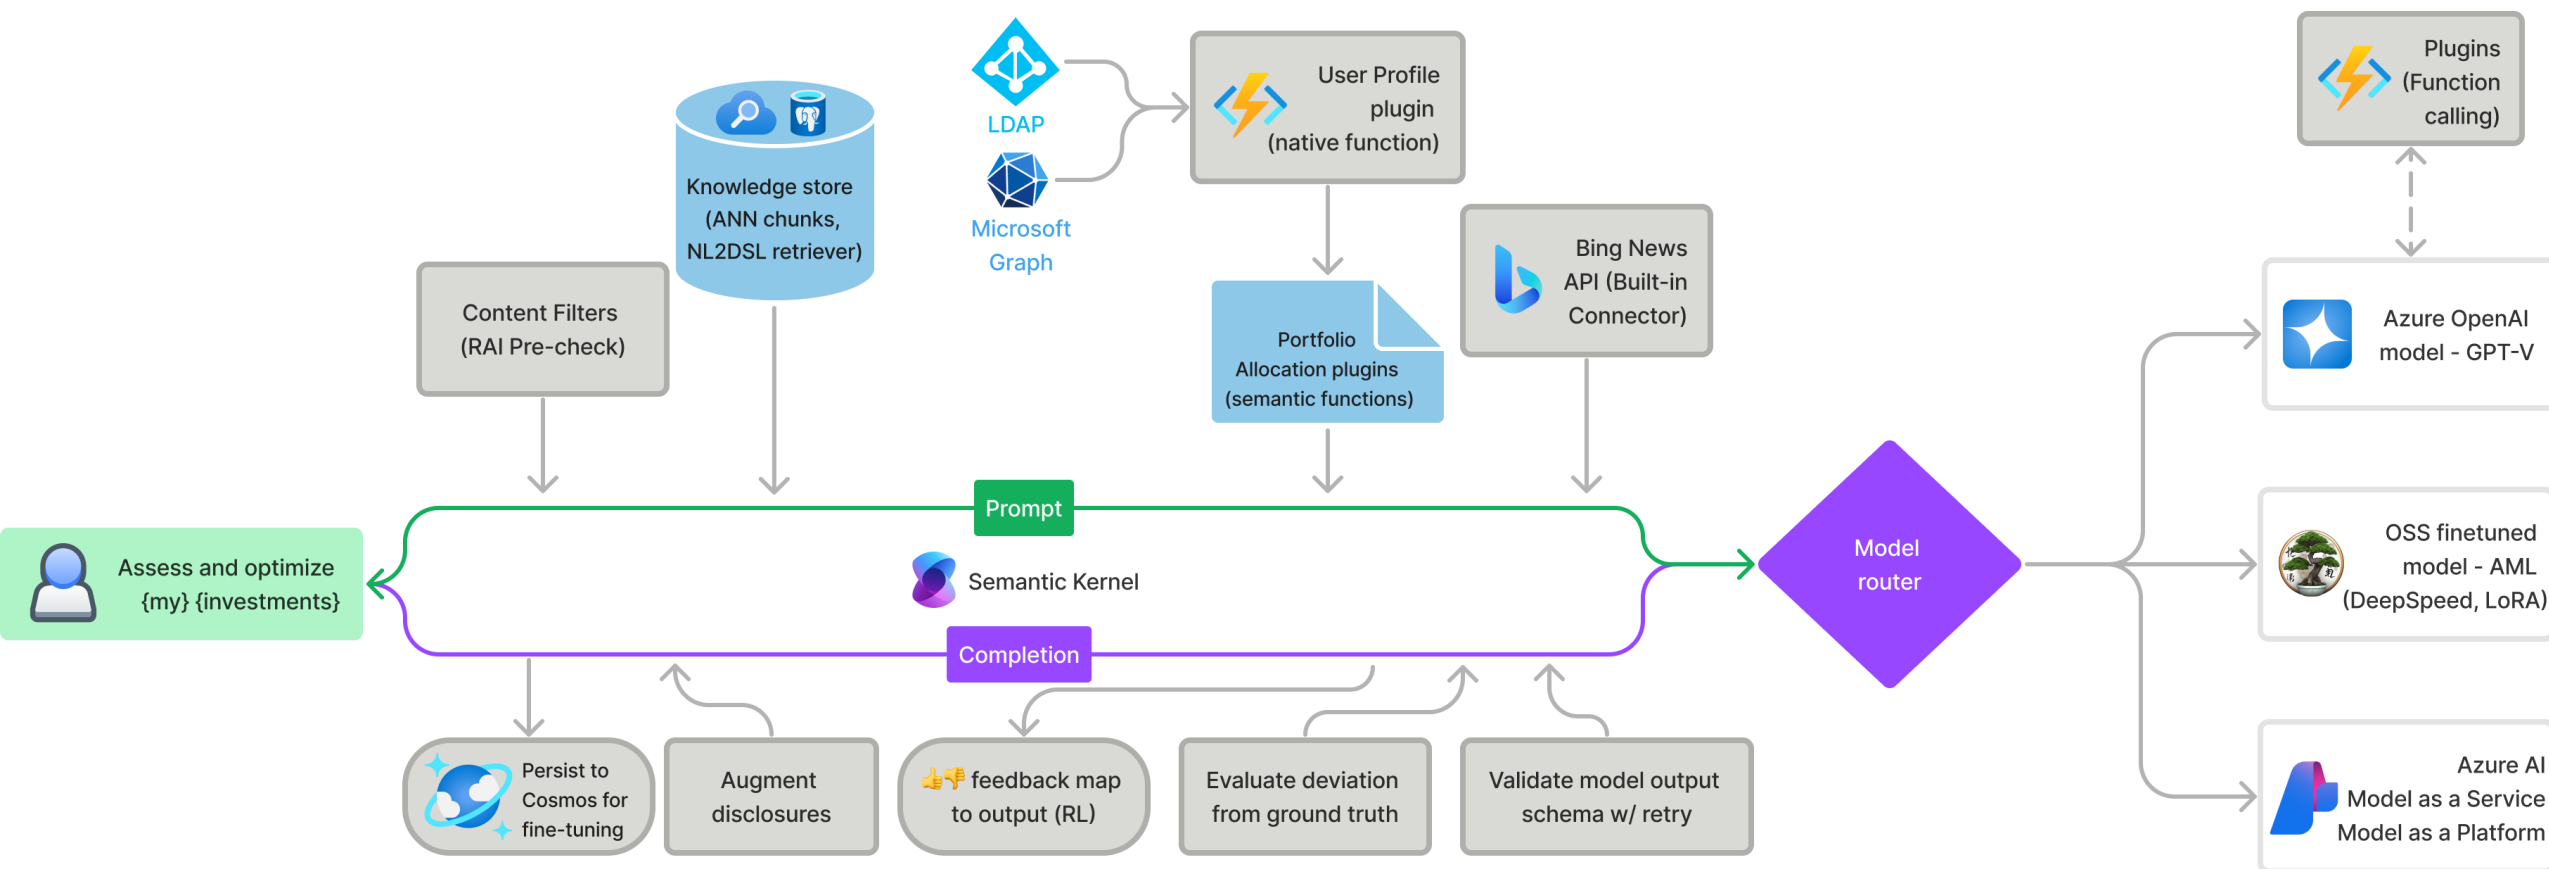 LDAP
Microsoft
Graph
User Profile
plugin
(native function)
Plugins
(Function
calling)
Knowledge store
(ANN chunks,
NL2DSL retriever)
Bing News
API (Built-in
Connector)
Content Filters
(RAI Pre-check)
Portfolio
Allocation plugins
(semantic functions)
Azure OpenAI
model - GPT-V
Prompt
Assess and optimize
{my} {investments}
Semantic Kernel
Model
router
OSS finetuned
model - AML
(DeepSpeed, LoRA)
Completion
Persist to
Cosmos for
fine-tuning
Augment
disclosures
👍👎 feedback map
to output (RL)
Evaluate deviation
from ground truth
Validate model output
schema w/ retry
Azure AI
Model as a Service
Model as a Platform